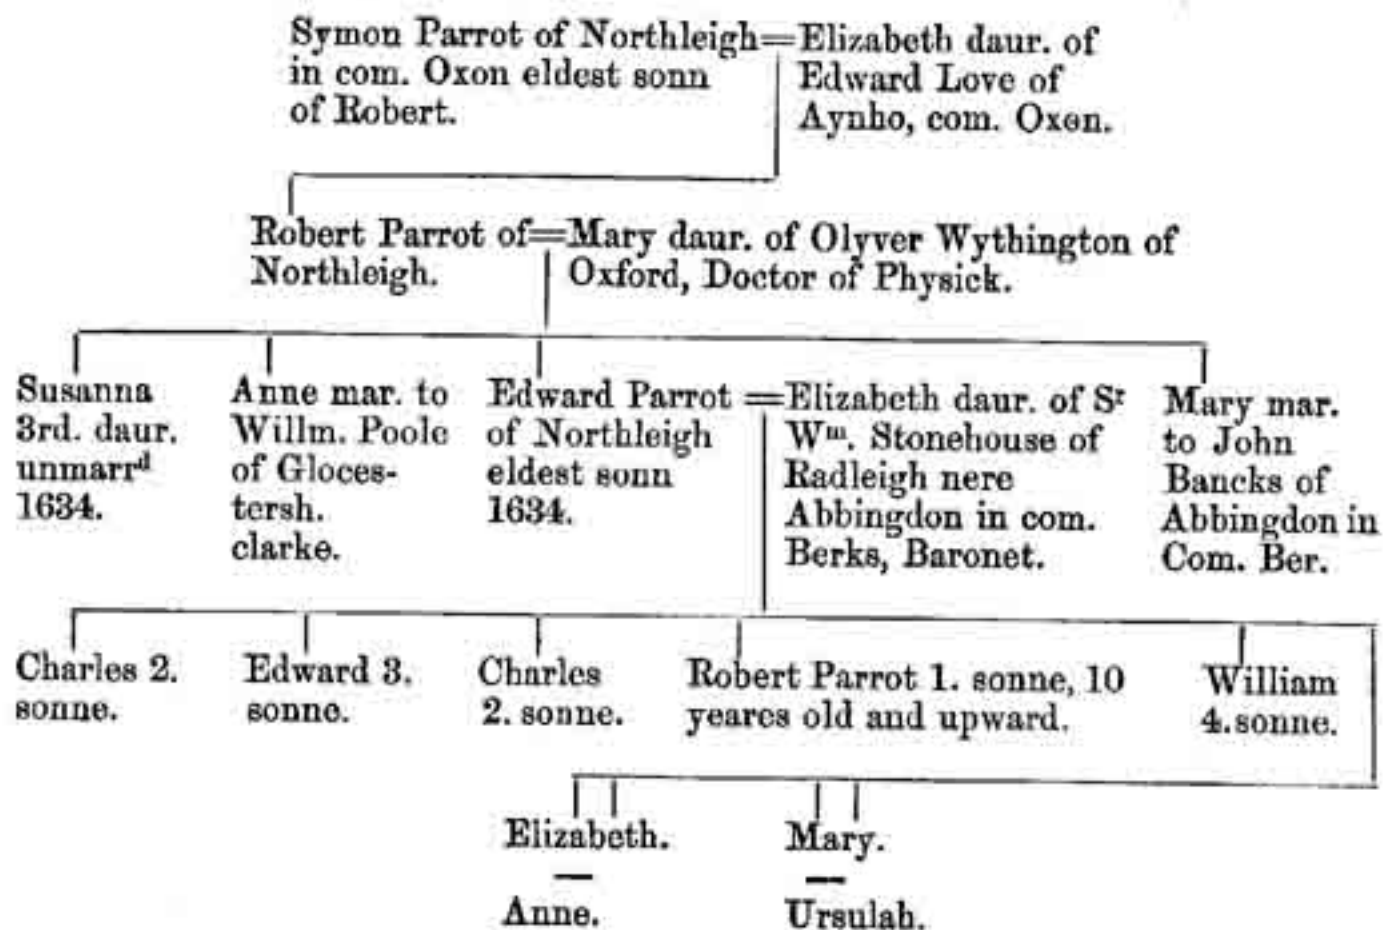 Symon Parrot of Northleigh=Elizabeth daur. of
in com. Oxon eldest sonn
of Robert.
Edward Love of
Aynho, com. Oxon.
Robert Parrot of=Mary daur. of Olyver Wythington of
Northleigh.
Oxford, Doctor of Physick.
Susanna
3rd. daur.
unmarrd
1634.
Anne mar. to
Willm. Poole
of Gloces-
tersh.
clarke.
Edward Parrot
of Northleigh
eldest sonn
1634.
=Elizabeth daur. of Sr
Wm. Stonehouse of
Radleigh nere
Abbingdon in com.
Berks, Baronet.
Mary mar.
to John
Bancks of
Abbingdon in
Com. Ber.
Charles 2.
sonne.
Edward 3.
sonne.
Charles
2. sonne.
Robert Parrot 1. sonne, 10
yeares old and upward.
William
4. sonne.
Elizabeth.
Anne.
Mary.
Ursulah.